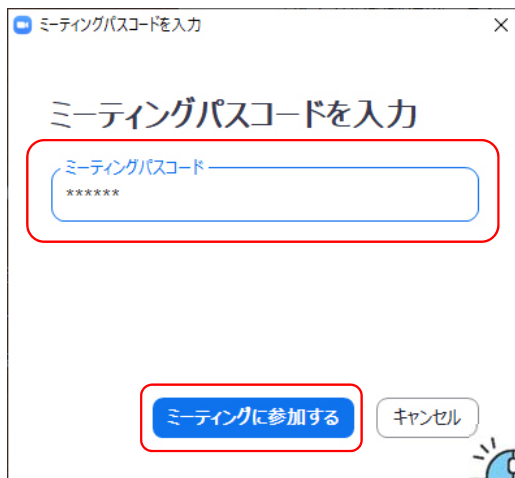 ミーティングパスコードを入力
ミーティングパスコードを入力
ミーティングパスコード
******
ミーティングに参加する
キャンセル